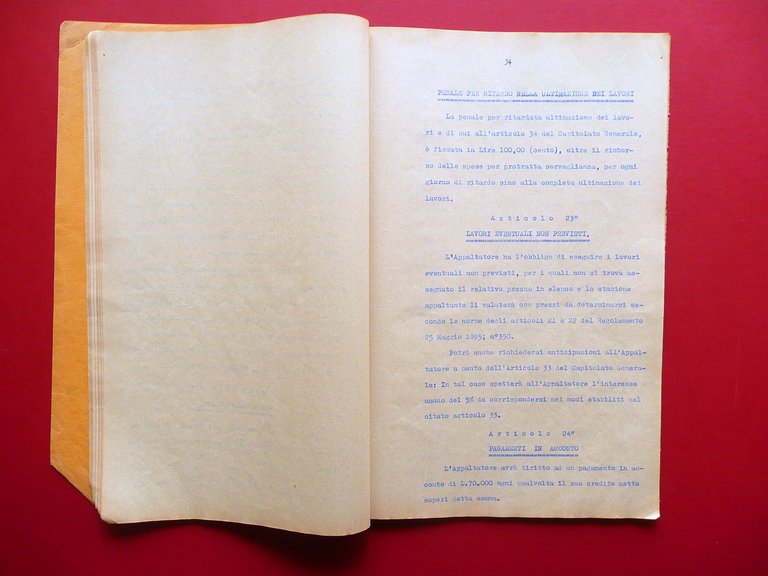 34
PENALE PER RITARDO NELLA ULTIMAZIONE DEI LAVORI
La penale per ritardata ultimazione dei lavo-
ri e di cui all'articolo 34 del Capitolato Generale,
è fissata in Lire 100,00 (cento), oltre il rimbor-
so delle spese per protratta sorveglianza, per ogni
giorno di ritardo sino alla completa ultimazione dei
lavori.
Articolo 23°
LAVORI EVENTUALI NON PREVISTI.
L'Appaltatore ha l'obbligo di eseguire i lavori
eventuali non previsti, per i quali non si trova as-
segnato il relativo prezzo in elenco e la stazione
appaltante li valuterà con prezzi da determinarsi se-
condo le norme degli articoli 21 e 22 del Regolamento
25 Maggio 1895; n°350.
Potrà anche richiedersi anticipazioni all'Appal-
tatore a menta dell'Articolo 33 del Capitolato Genera-
le: In tal caso spetterà all'Appaltatore l'interesse
annuo del 5% da corrispondersi nei modi stabiliti nel
citato articolo 33.
Articolo 24°
PAGAMENTI IN ACCONTO
L'Appaltatore avrà diritto ad un pagamento in ac-
conto di L.70.000 ogni qualvolta il suo credito netto
superi detta somma.